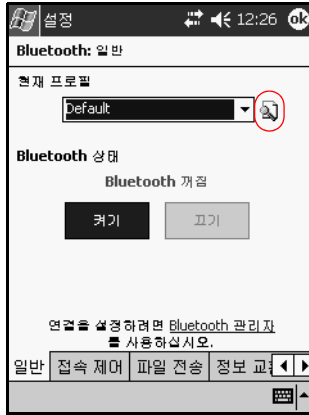 설정 12:26 ok
Bluetooth: 일반
현재 프로필
Default
Bluetooth 상태
Bluetooth 꺼짐
켜기 끄기
연결을 설정하려면 Bluetooth 관리자
를 사용하십시오.
일반 접속 제어 파일 전송 정보 교